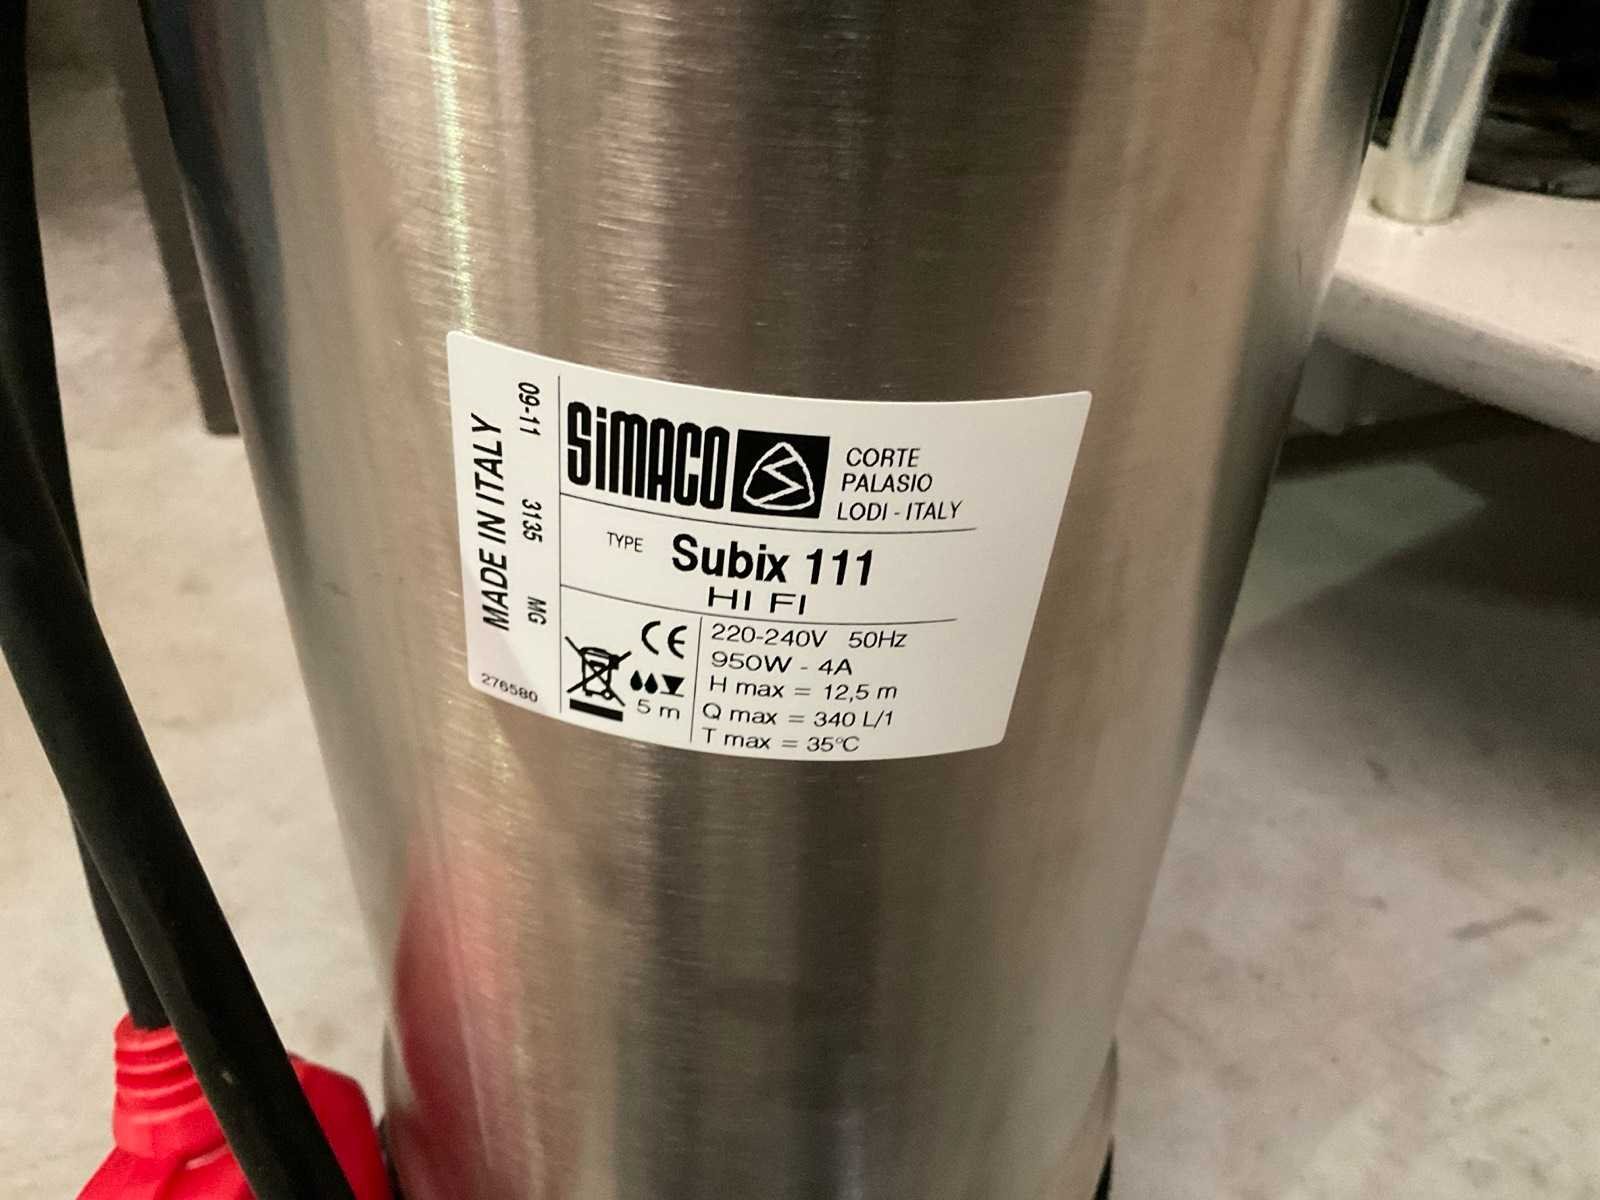 MADE IN ITALY
09-11 3135 MG
276580
SIMACO
CORTE
PALASIO
LODI - ITALY
TYPE Subix 111
HI FI
CE
5 m
220-240V 50Hz
950W - 4A
H max = 12,5 m
Q max = 340 L/1
T max = 35°C